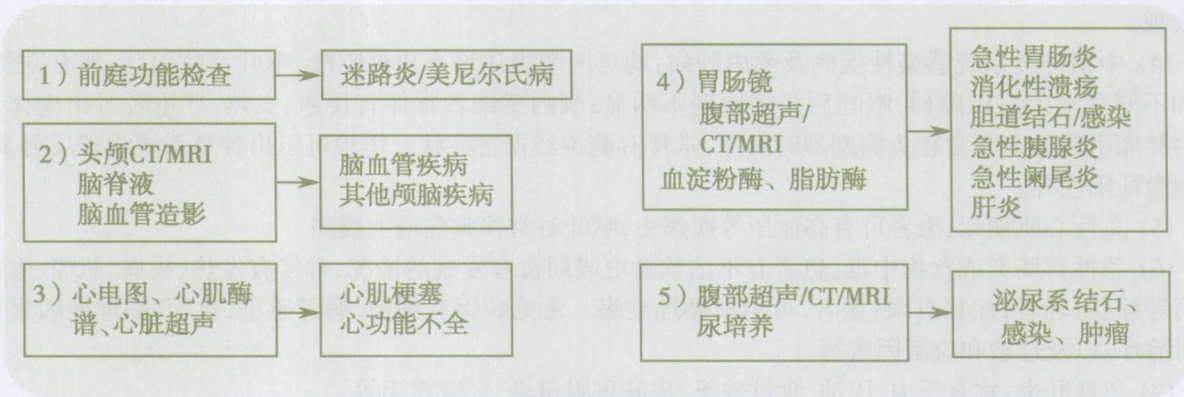 1）前庭功能检查
迷路炎/美尼尔氏病
2）头颅CT/MRI
脑脊液
脑血管造影
脑血管疾病
其他颅脑疾病
3）心电图、心肌酶
谱、心脏超声
心肌梗塞
心功能不全
4）胃肠镜
腹部超声/
CT/MRI
血淀粉酶、脂肪酶
急性胃肠炎
消化性溃疡
胆道结石/感染
急性胰腺炎
急性阑尾炎
肝炎
5）腹部超声/CT/MRI
尿培养
泌尿系结石、
感染、肿瘤